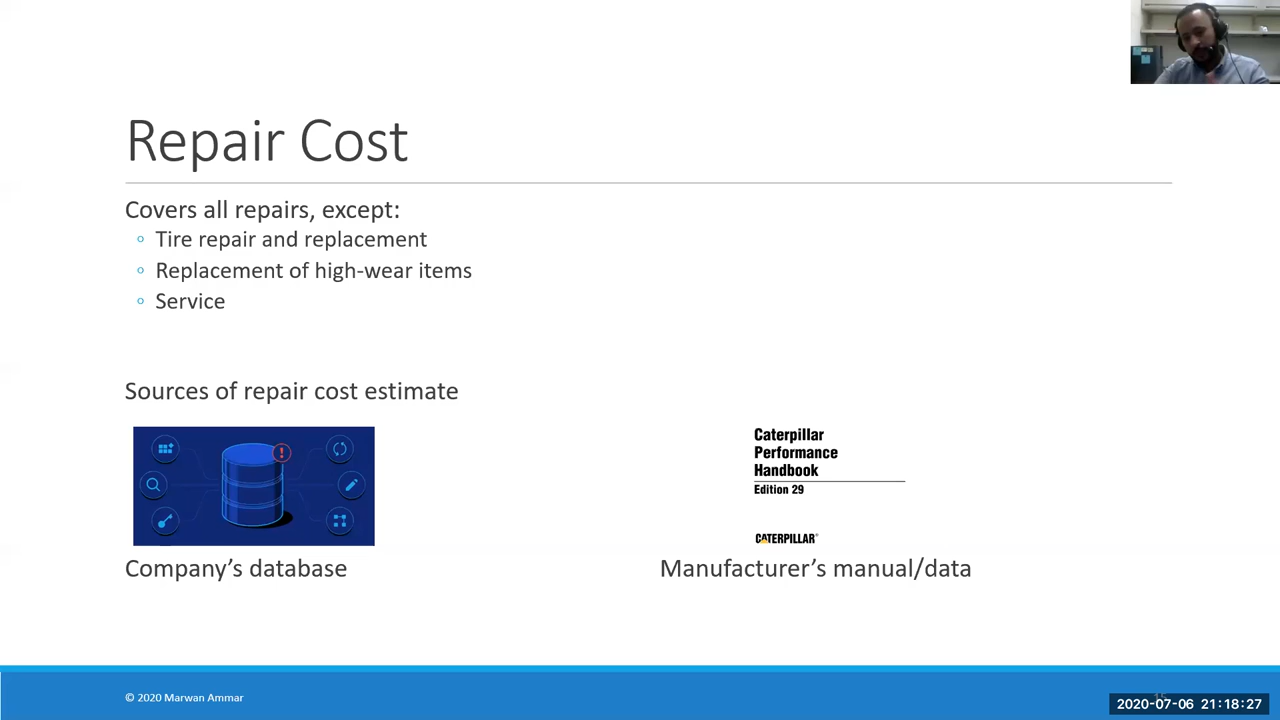 Repair Cost
Covers all repairs, except:
Tire repair and replacement
Replacement of high-wear items
Service
Sources of repair cost estimate
Caterpillar
Performance
Handbook
Edition 29
CATERPILLAR®
Company’s database
Manufacturer’s manual/data
© 2020 Marwan Ammar
2020-07-06 21:18:27